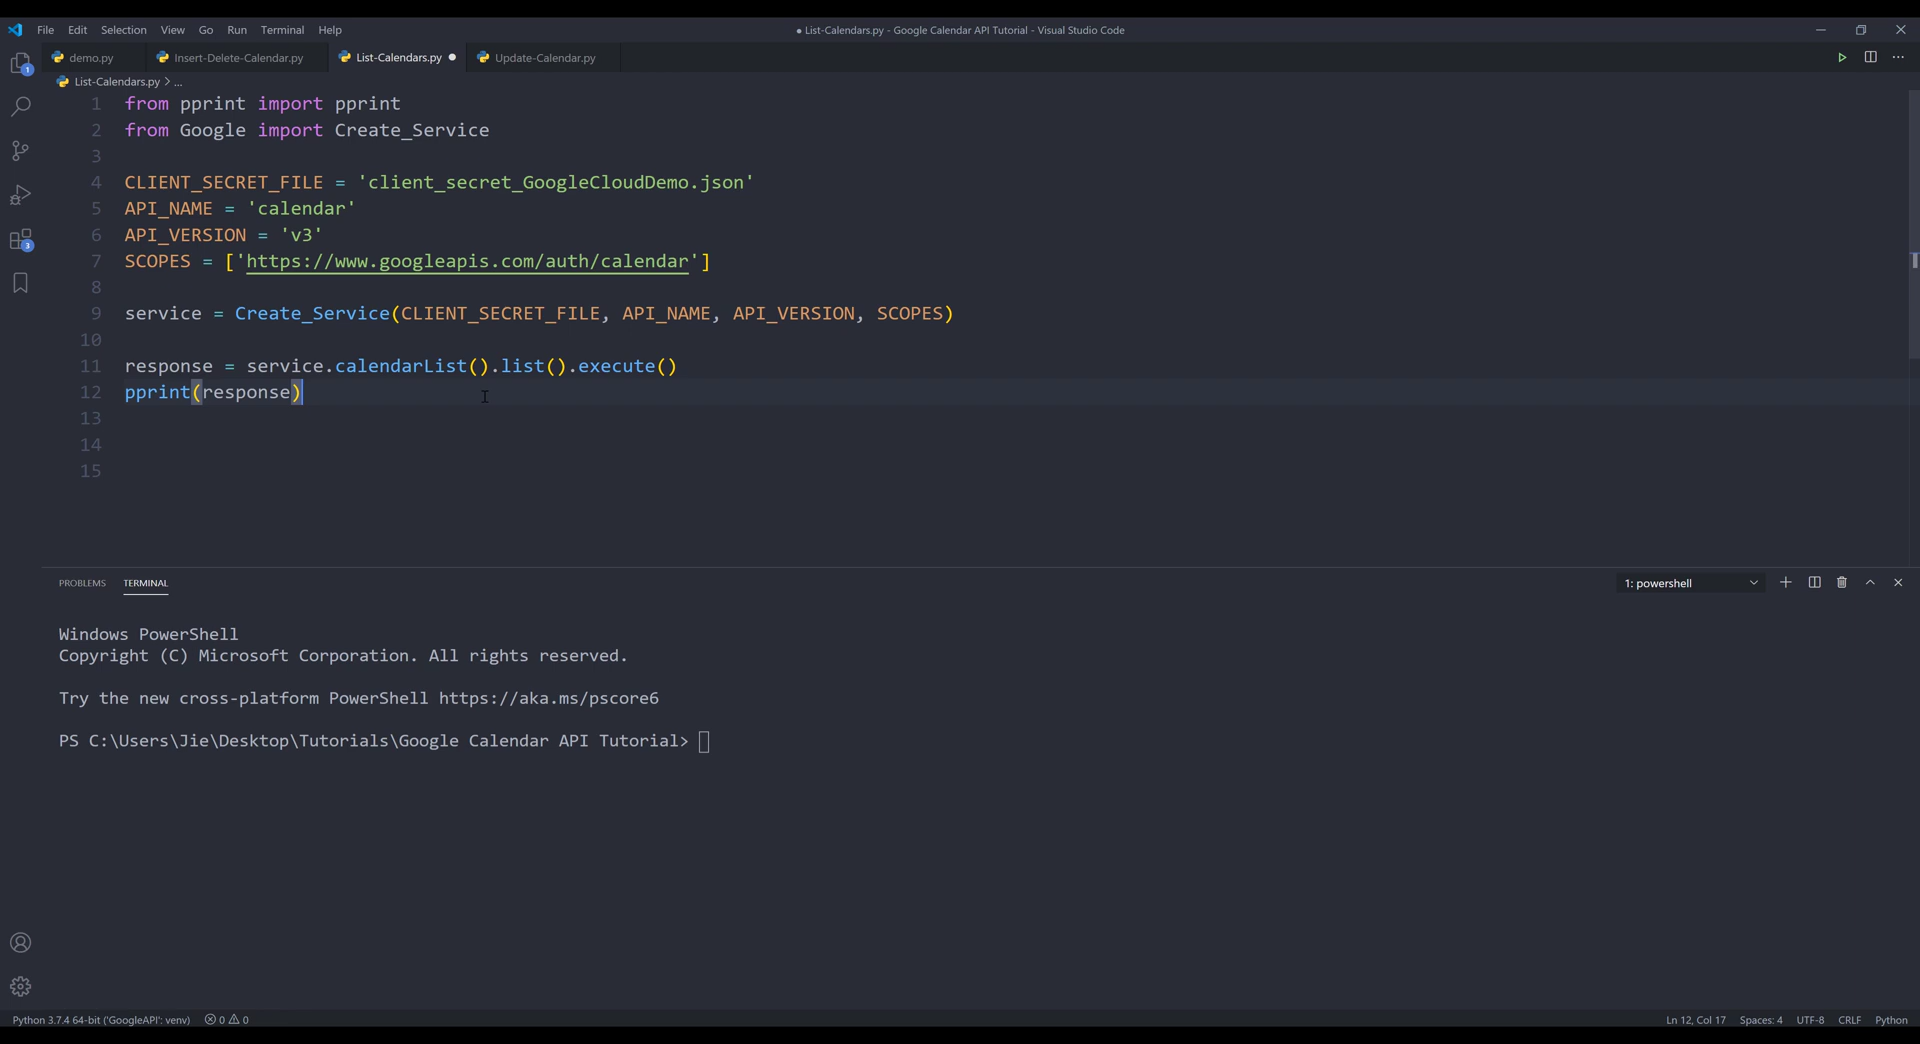 File Edit Selection View Go Run Terminal Help
● List-Calendars.py - Google Calendar API Tutorial - Visual Studio Code
demo.py Insert-Delete-Calendar.py List-Calendars.py ● Update-Calendar.py
List-Calendars.py > ...
1 from pprint import pprint
2 from Google import Create_Service
3
4 CLIENT_SECRET_FILE = 'client_secret_GoogleCloudDemo.json'
5 API_NAME = 'calendar'
6 API_VERSION = 'v3'
7 SCOPES = ['https://www.googleapis.com/auth/calendar']
8
9 service = Create_Service(CLIENT_SECRET_FILE, API_NAME, API_VERSION, SCOPES)
10
11 response = service.calendarList().list().execute()
12 pprint(response)
13
14
15
1
3
PROBLEMS TERMINAL
1: powershell
Windows PowerShell
Copyright (C) Microsoft Corporation. All rights reserved.
Try the new cross-platform PowerShell https://aka.ms/pscore6
PS C:\Users\Jie\Desktop\Tutorials\Google Calendar API Tutorial>
Python 3.7.4 64-bit ('GoogleAPI': venv) 0 0
Ln 12, Col 17 Spaces: 4 UTF-8 CRLF Python